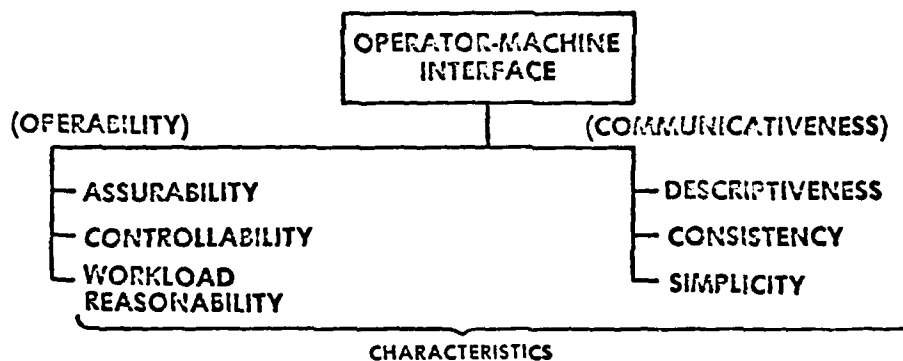 OPERATOR-MACHINE
INTERFACE
(OPERABILITY)
(COMMUNICATIVENESS)
ASSURABILITY
CONTROLLABILITY
WORKLOAD
REASONABILITY
DESCRIPTIVENESS
CONSISTENCY
SIMPLICITY
CHARACTERISTICS